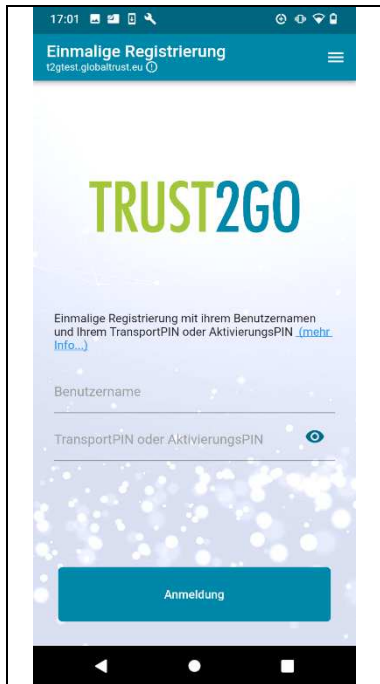 17:01
Einmalige Registrierung
t2gtest.globaltrust.eu
TRUST2GO
Einmalige Registrierung mit ihrem Benutzernamen
und Ihrem TransportPIN oder AktivierungsPIN (mehr
Info...)
Benutzername
TransportPIN oder AktivierungsPIN
Anmeldung